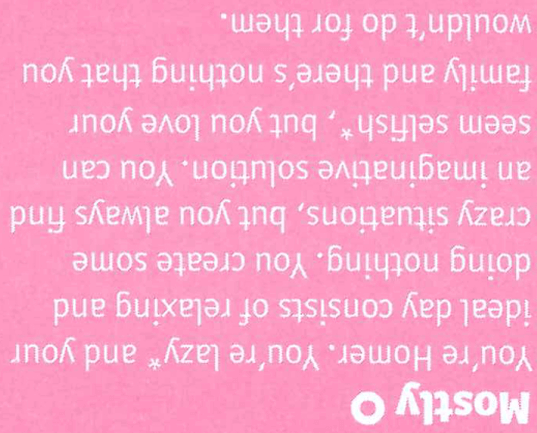 Mostly O
You're Homer. You're lazy* and your
ideal day consists of relaxing and
doing nothing. You create some
crazy situations, but you always find
an imaginative solution. You can
seem selfish*, but you love your
family and there's nothing that you
wouldn't do for them.